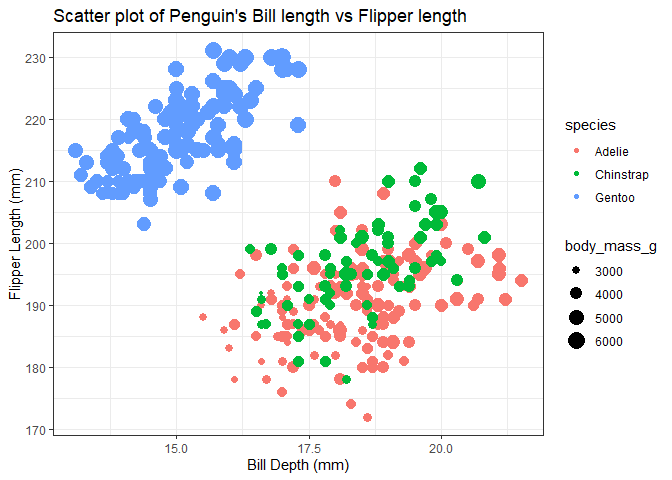 Scatter plot of Penguin's Bill length vs Flipper length
230
220
210
200
190
180
170
Flipper Length (mm)
15.0
17.5
20.0
Bill Depth (mm)
species
Adelie
Chinstrap
Gentoo
body_mass_g
3000
4000
5000
6000